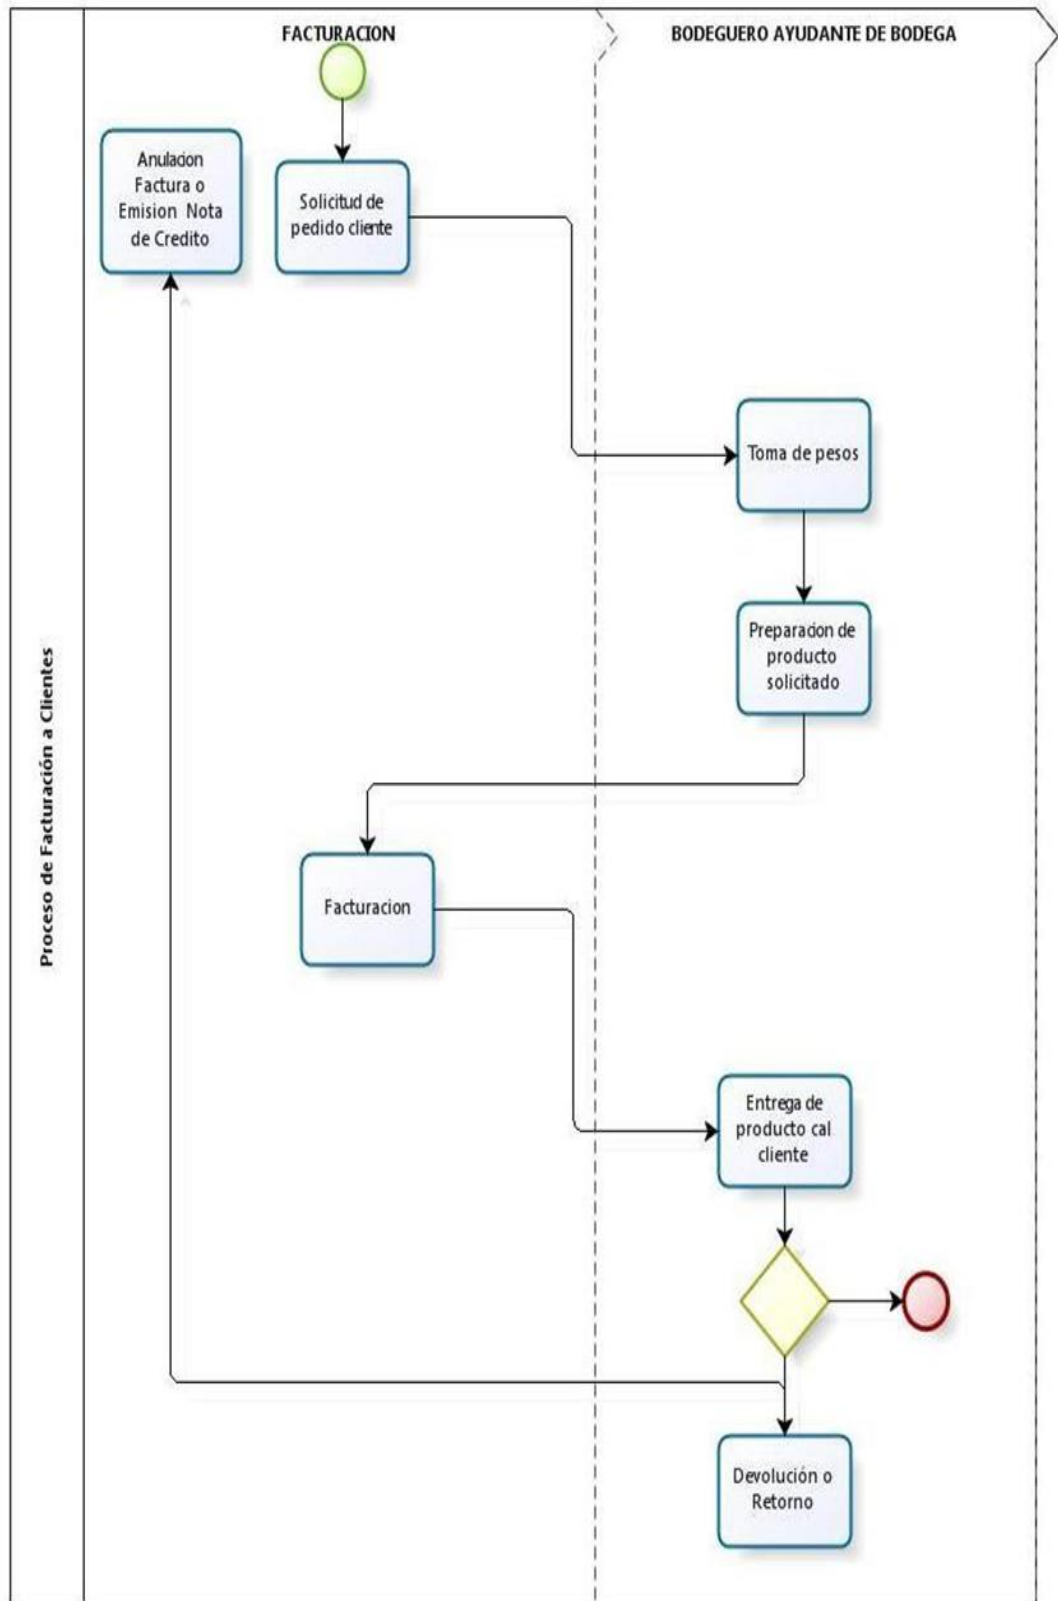 FACTURACION
BODEGUERO AYUDANTE DE BODEGA
Proceso de Facturación a Clientes
Anulacion
Factura o
Emision Nota
de Credito
Solicitud de
pedido cliente
Toma de pesos
Preparacion de
producto
solicitado
Facturacion
Entrega de
producto cal
cliente
Devolución o
Retorno